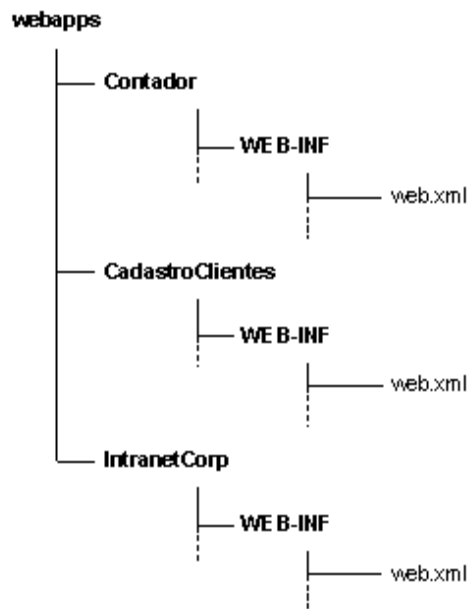 webapps
Contador
WEB-INF
web.xml
CadastroClientes
WEB-INF
web.xml
IntranetCorp
WEB-INF
web.xml